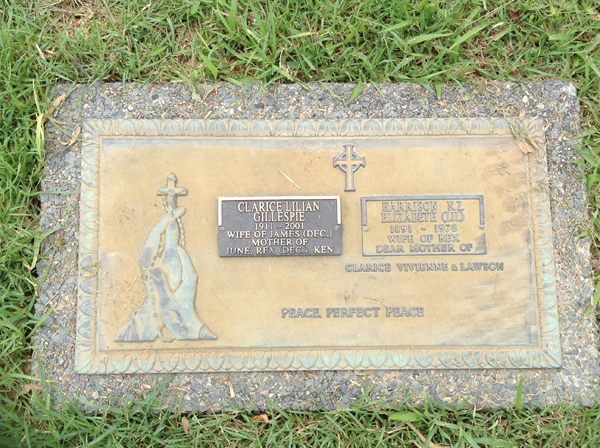 CLARICE LILIAN
GILLESPIE
1911 - 2001
WIFE OF JAMES (DEC.)
MOTHER OF
JUNE, REX (DEC), KEN.
HARRISON N.Z.
ELIZABETE (LIL)
1891 - 1978
WIFE OF REX
DEAR MOTHER OF
CLARICE VIVIENNE & LAWSON
PEACE, PERFECT PEACE